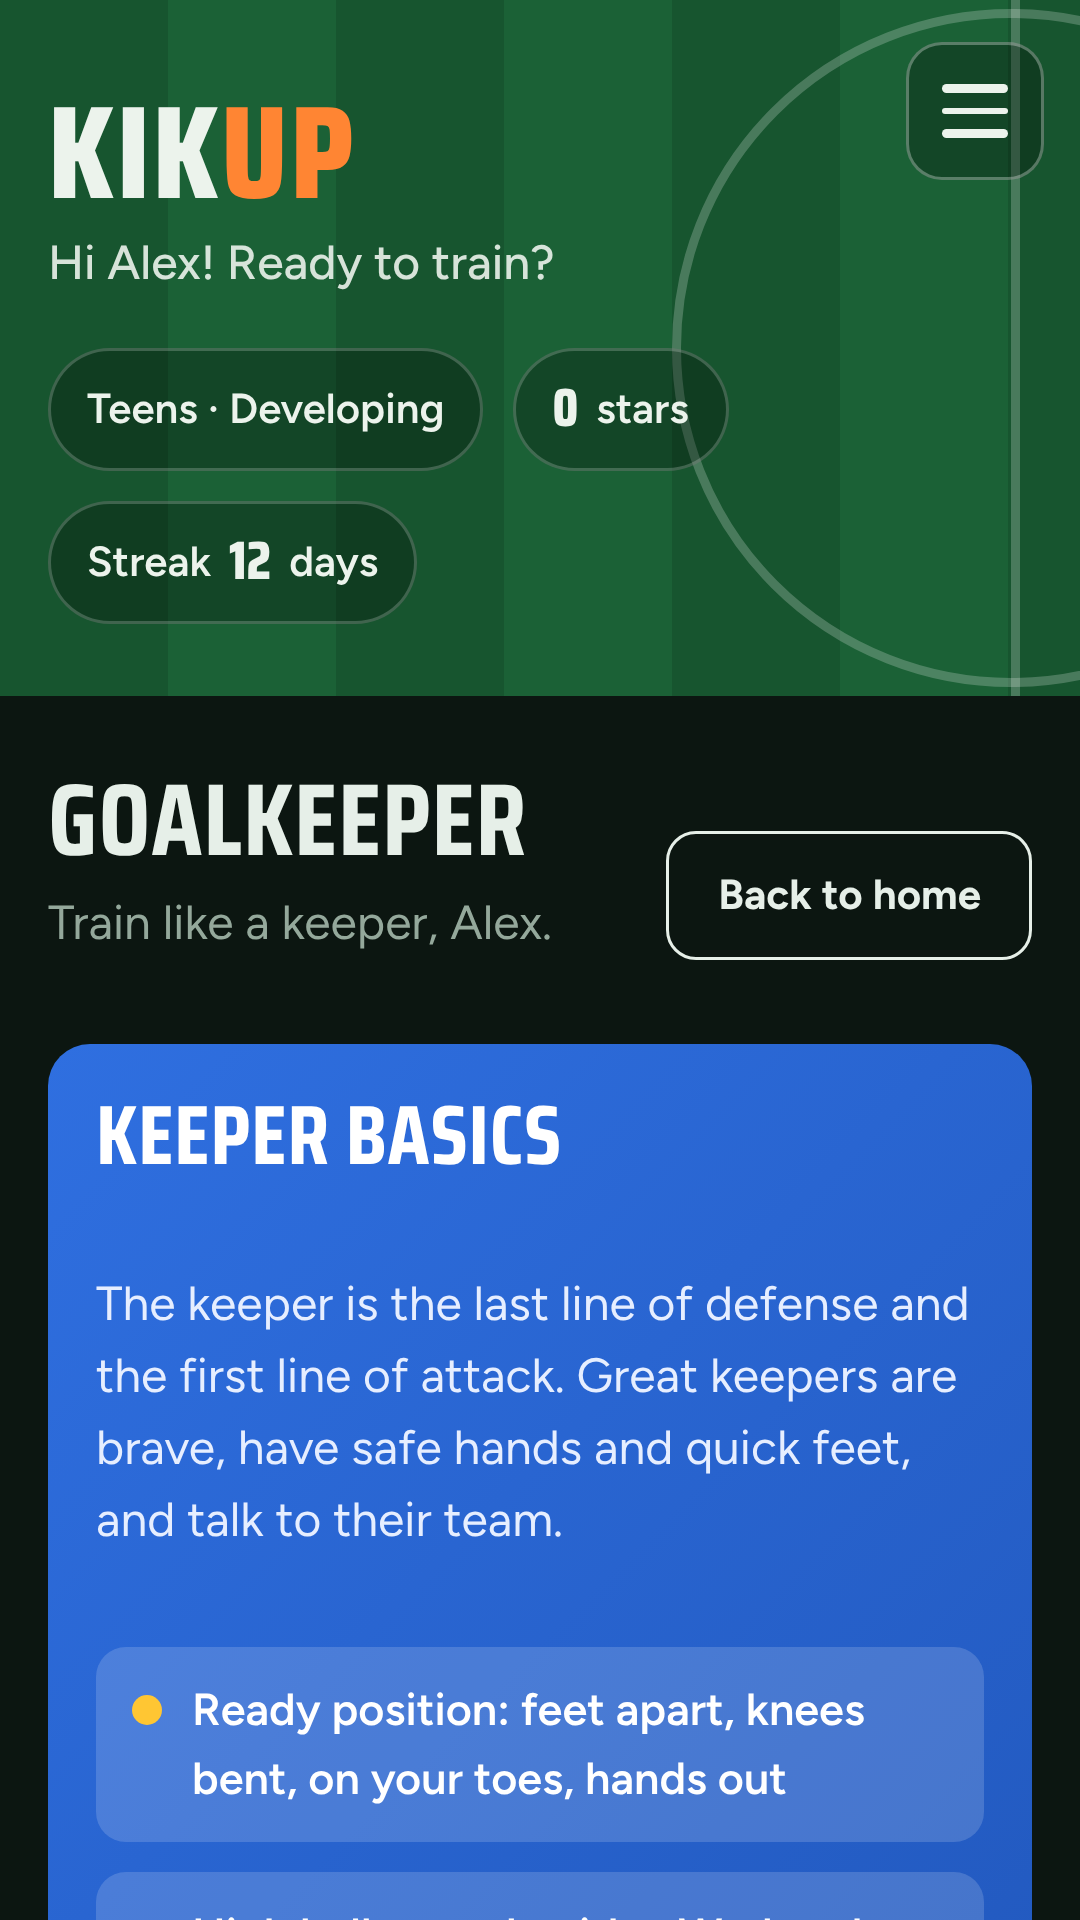 KIKUP
Hi Alex! Ready to train?
Teens · Developing
0 stars
Streak 12 days
GOALKEEPER
Train like a keeper, Alex.
Back to home
KEEPER BASICS
The keeper is the last line of defense and
the first line of attack. Great keepers are
brave, have safe hands and quick feet,
and talk to their team.
Ready position: feet apart, knees
bent, on your toes, hands out